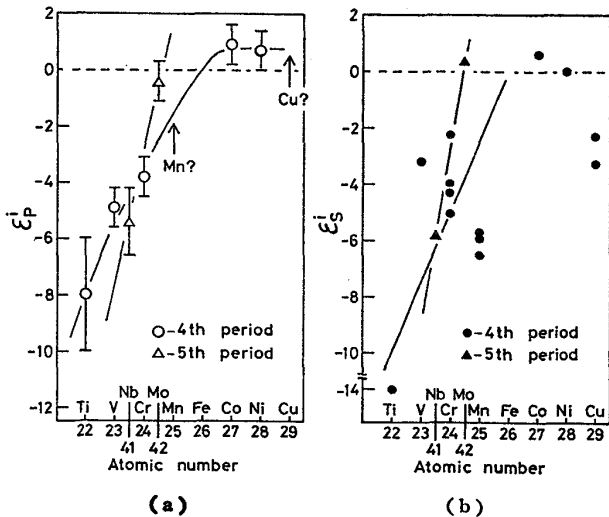 0
-2
-4
-6
-8
-10
-12
ε_P^i
Cu?
Mn?
○-4th period
△-5th period
Nb Mo
Ti V Cr Mn Fe Co Ni Cu
22 23 24 25 26 27 28 29
41 42
Atomic number
(a)
0
-2
-4
-6
-8
-10
-14
ε_S^i
●-4th period
▲-5th period
Nb Mo
Ti V Cr Mn Fe Co Ni Cu
22 23 24 25 26 27 28 29
41 42
Atomic number
(b)